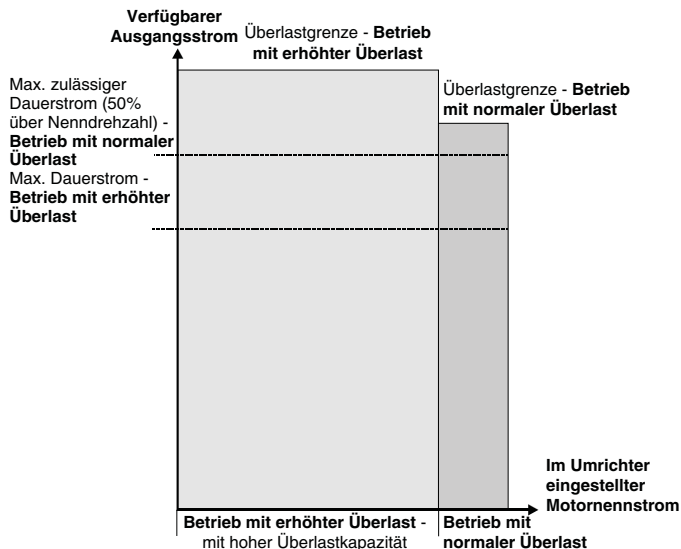 Verfügbarer
Ausgangsstrom
Überlastgrenze - Betrieb
mit erhöhter Überlast
Überlastgrenze - Betrieb
mit normaler Überlast
Max. zulässiger
Dauerstrom (50%
über Nenndrehzahl) -
Betrieb mit normaler
Überlast
Max. Dauerstrom -
Betrieb mit erhöhter
Überlast
Im Umrichter
eingestellter
Motornennstrom
Betrieb mit erhöhter Überlast -
mit hoher Überlastkapazität
Betrieb mit
normaler Überlast